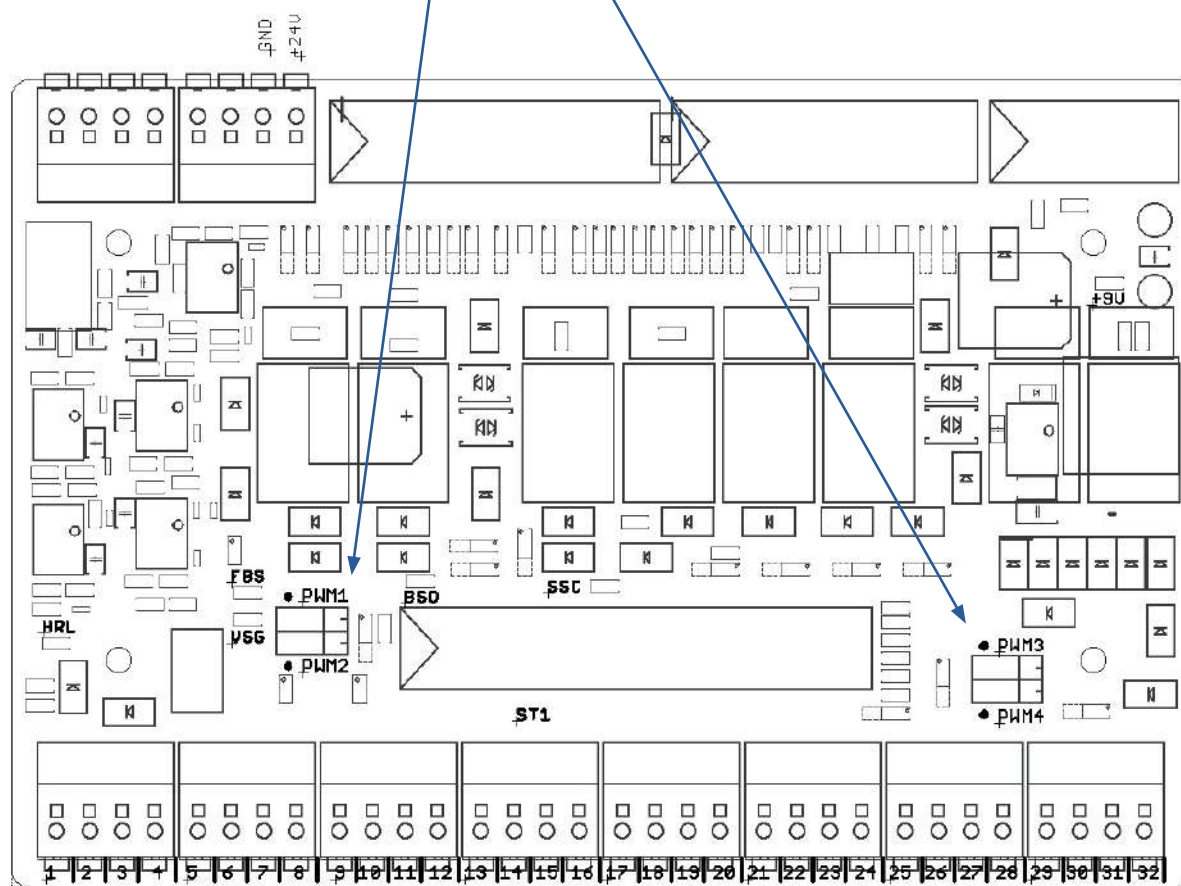 GND
+24V
+9V
FBS
PWM1
BSD
SSC
HRL
VSG
PWM2
PWM3
PWM4
ST1
1 2 3 4 5 6 7 8 9 10 11 12 13 14 15 16 17 18 19 20 21 22 23 24 25 26 27 28 29 30 31 32